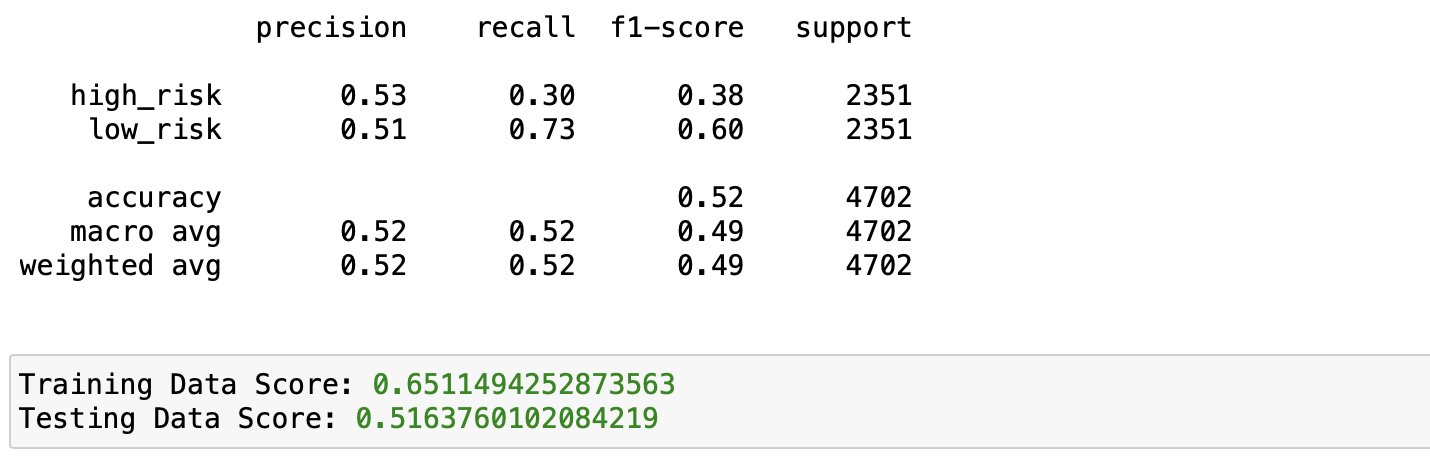 precision recall f1-score support
high_risk 0.53 0.30 0.38 2351
low_risk 0.51 0.73 0.60 2351
accuracy 0.52 4702
macro avg 0.52 0.52 0.49 4702
weighted avg 0.52 0.52 0.49 4702
Training Data Score: 0.6511494252873563
Testing Data Score: 0.5163760102084219